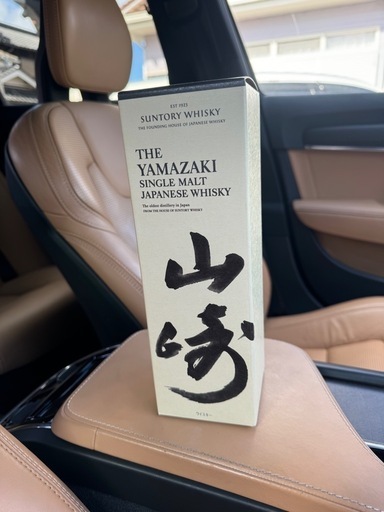 EST 1923
SUNTORY WHISKY
THE FOUNDING HOUSE OF JAPANESE WHISKY
THE
YAMAZAKI
SINGLE MALT
JAPANESE WHISKY
The oldest distillery in Japan
FROM THE HOUSE OF SUNTORY WHISKY
山
崎